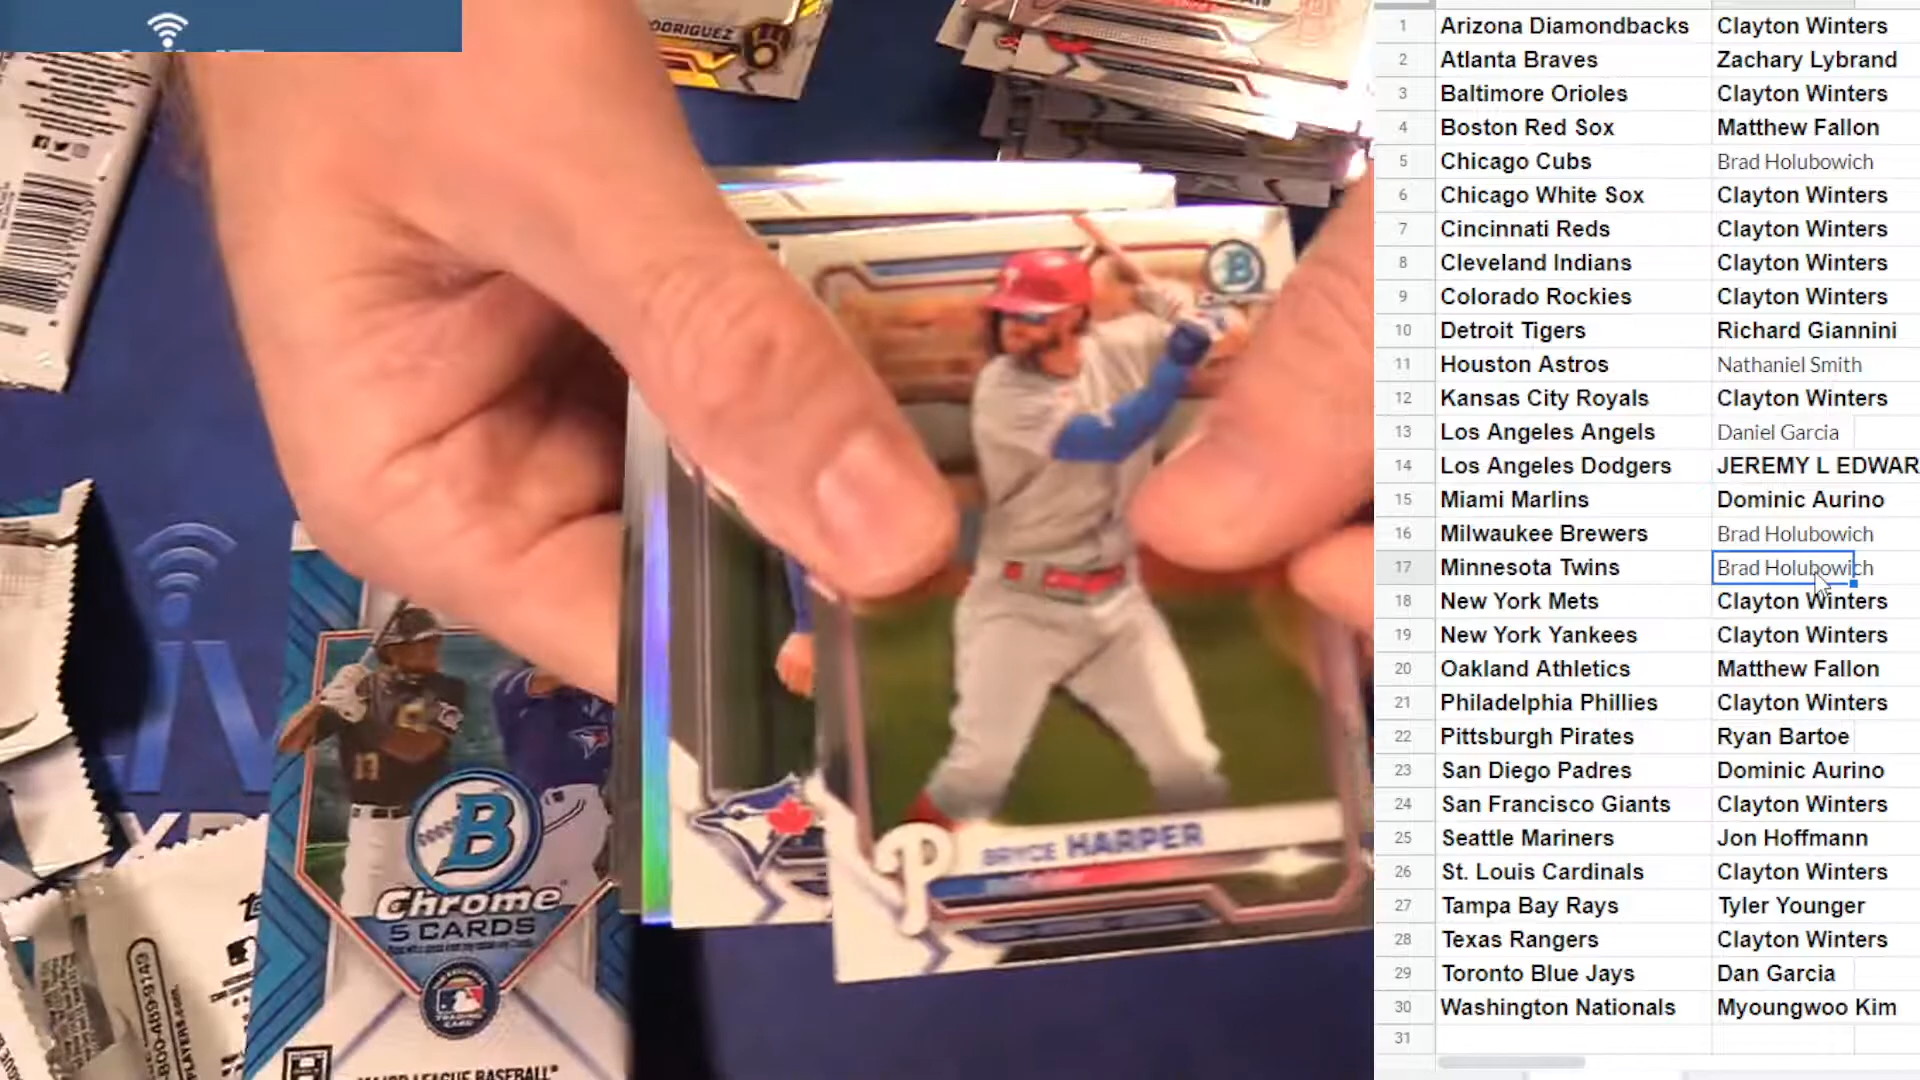 ODRIGUEZ
B
BRYCE HARPER
P
13
B
Chrome
5 CARDS
MAJOR LEAGUE BASEBALL®
1 Arizona Diamondbacks Clayton Winters
2 Atlanta Braves Zachary Lybrand
3 Baltimore Orioles Clayton Winters
4 Boston Red Sox Matthew Fallon
5 Chicago Cubs Brad Holubowich
6 Chicago White Sox Clayton Winters
7 Cincinnati Reds Clayton Winters
8 Cleveland Indians Clayton Winters
9 Colorado Rockies Clayton Winters
10 Detroit Tigers Richard Giannini
11 Houston Astros Nathaniel Smith
12 Kansas City Royals Clayton Winters
13 Los Angeles Angels Daniel Garcia
14 Los Angeles Dodgers JEREMY L EDWAR
15 Miami Marlins Dominic Aurino
16 Milwaukee Brewers Brad Holubowich
17 Minnesota Twins Brad Holubowich
18 New York Mets Clayton Winters
19 New York Yankees Clayton Winters
20 Oakland Athletics Matthew Fallon
21 Philadelphia Phillies Clayton Winters
22 Pittsburgh Pirates Ryan Bartoe
23 San Diego Padres Dominic Aurino
24 San Francisco Giants Clayton Winters
25 Seattle Mariners Jon Hoffmann
26 St. Louis Cardinals Clayton Winters
27 Tampa Bay Rays Tyler Younger
28 Texas Rangers Clayton Winters
29 Toronto Blue Jays Dan Garcia
30 Washington Nationals Myoungwoo Kim
31